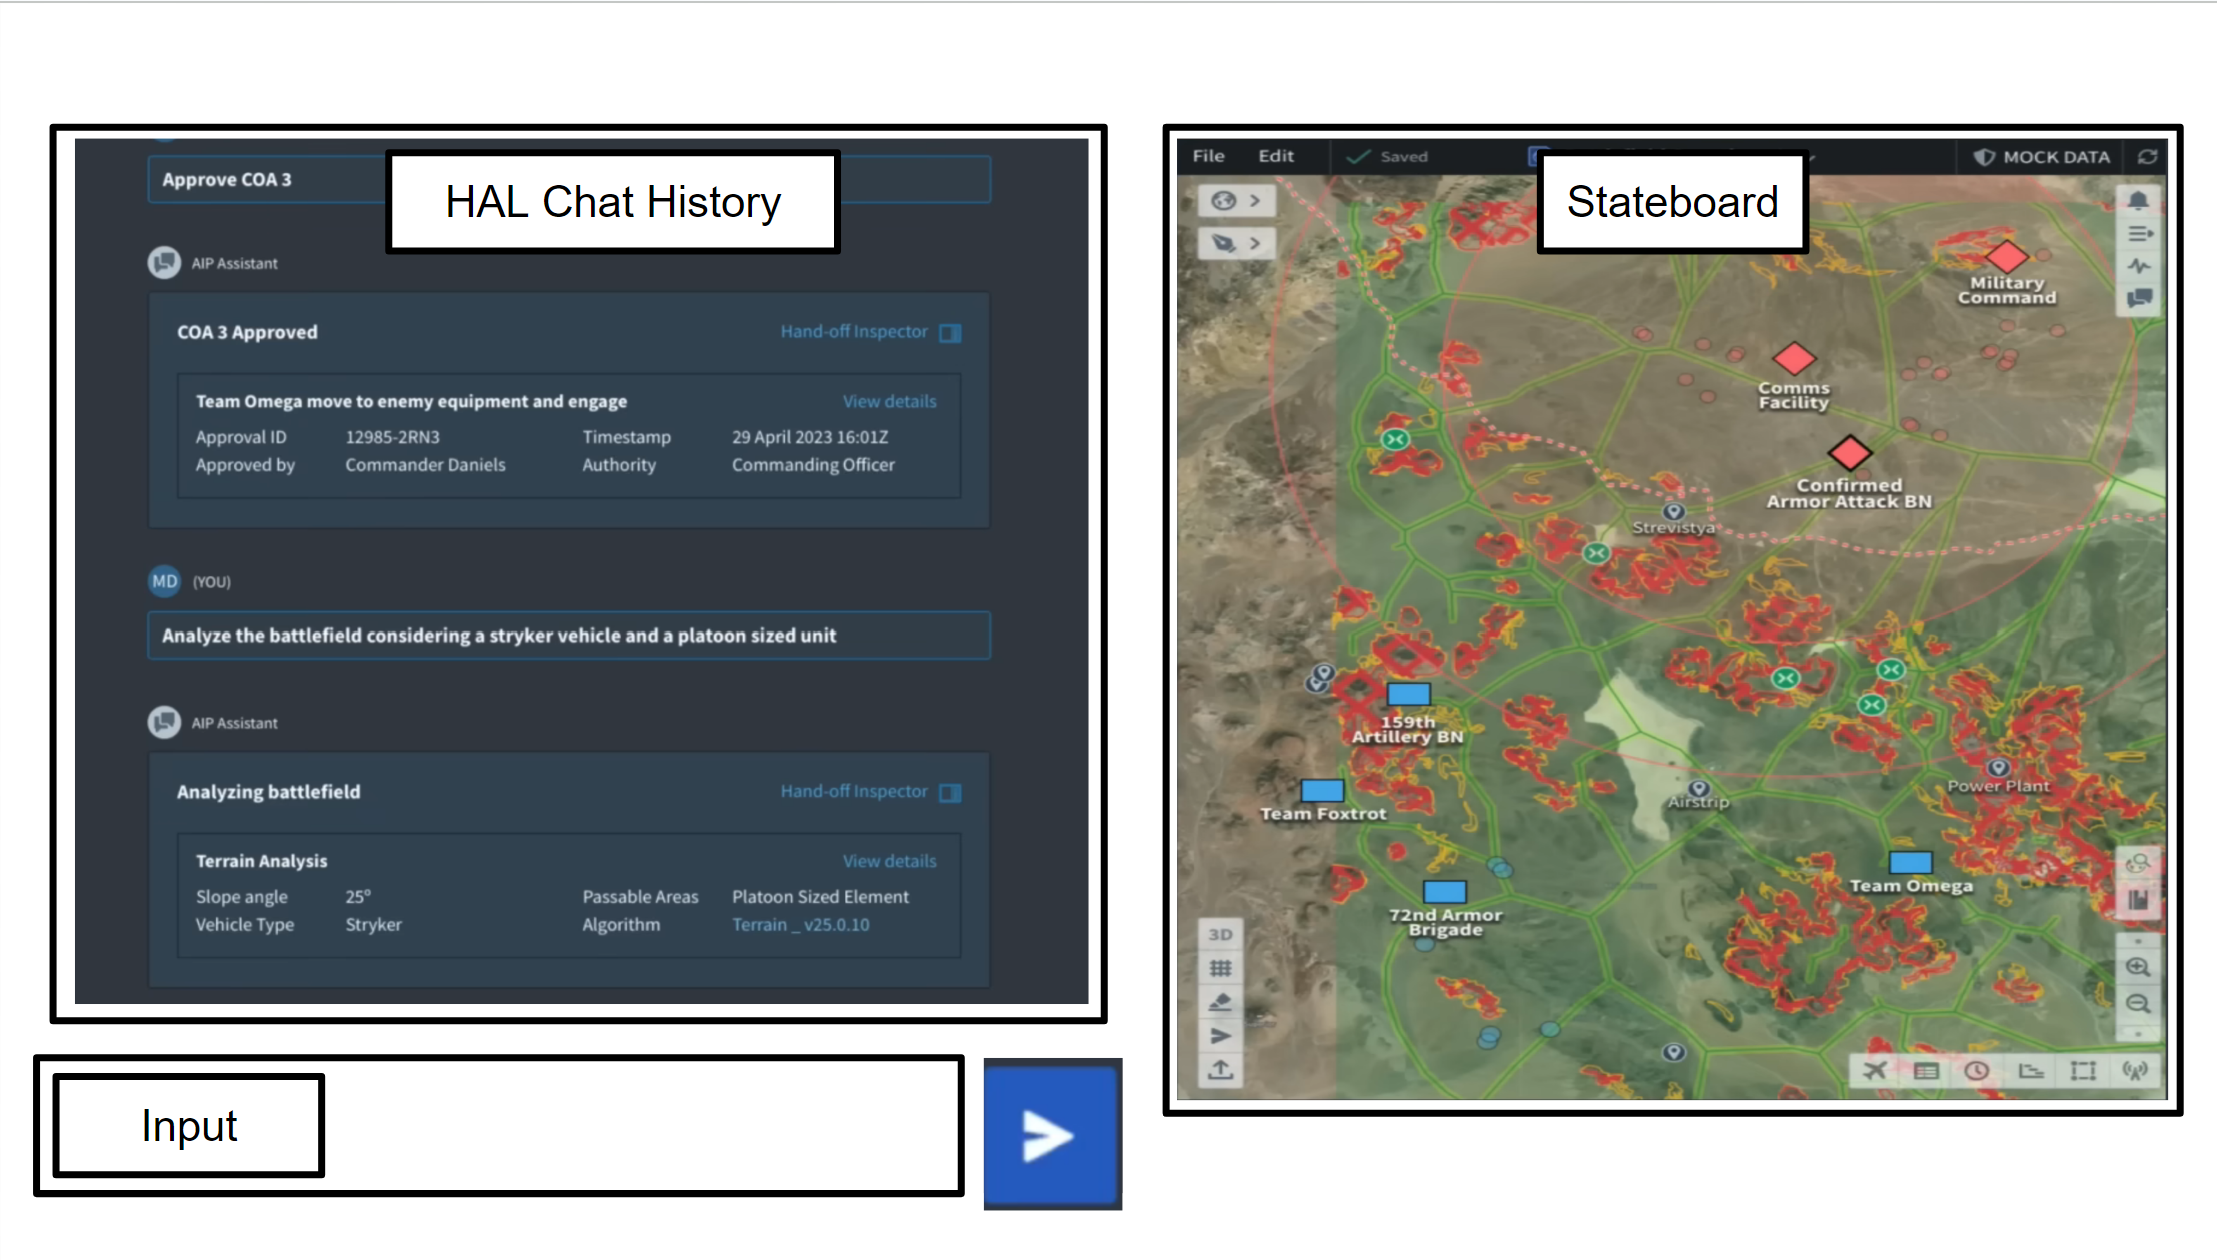 HAL Chat History
Approve COA 3
AIP Assistant
COA 3 Approved
Hand-off Inspector
Team Omega move to enemy equipment and engage
View details
Approval ID 12985-2RN3 Timestamp 29 April 2023 16:01Z
Approved by Commander Daniels Authority Commanding Officer
MD (YOU)
Analyze the battlefield considering a stryker vehicle and a platoon sized unit
AIP Assistant
Analyzing battlefield
Hand-off Inspector
Terrain Analysis
View details
Slope angle 25º Passable Areas Platoon Sized Element
Vehicle Type Stryker Algorithm Terrain _ v25.0.10
Input
Stateboard
File Edit Saved MOCK DATA
Military
Command
Comms
Facility
Confirmed
Armor Attack BN
Strevistya
159th
Artillery BN
Team Foxtrot
Airstrip
Power Plant
Team Omega
72nd Armor
Brigade
3D